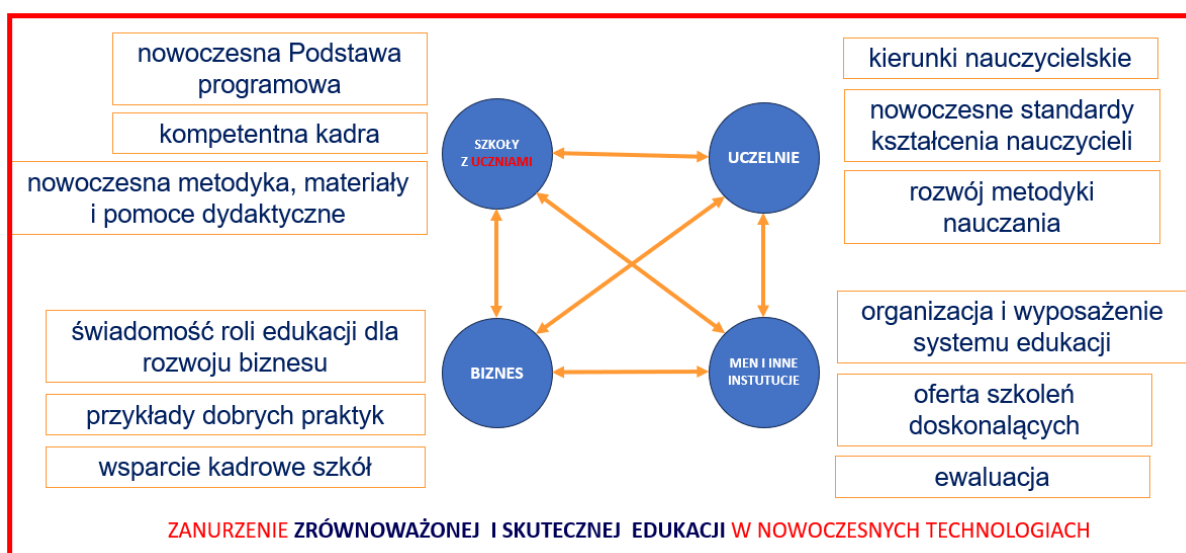 nowoczesna Podstawa
programowa
kompetentna kadra
nowoczesna metodyka, materiały
i pomoce dydaktyczne
SZKOŁY
Z UCZNIAMI
UCZELNIE
kierunki nauczycielskie
nowoczesne standardy
kształcenia nauczycieli
rozwój metodyki
nauczania
świadomość roli edukacji dla
rozwoju biznesu
przykłady dobrych praktyk
wsparcie kadrowe szkół
BIZNES
MEN I INNE
INSTUTUCJE
organizacja i wyposażenie
systemu edukacji
oferta szkoleń
doskonalących
ewaluacja
ZANURZENIE ZRÓWNOWAŻONEJ I SKUTECZNEJ EDUKACJI W NOWOCZESNYCH TECHNOLOGIACH